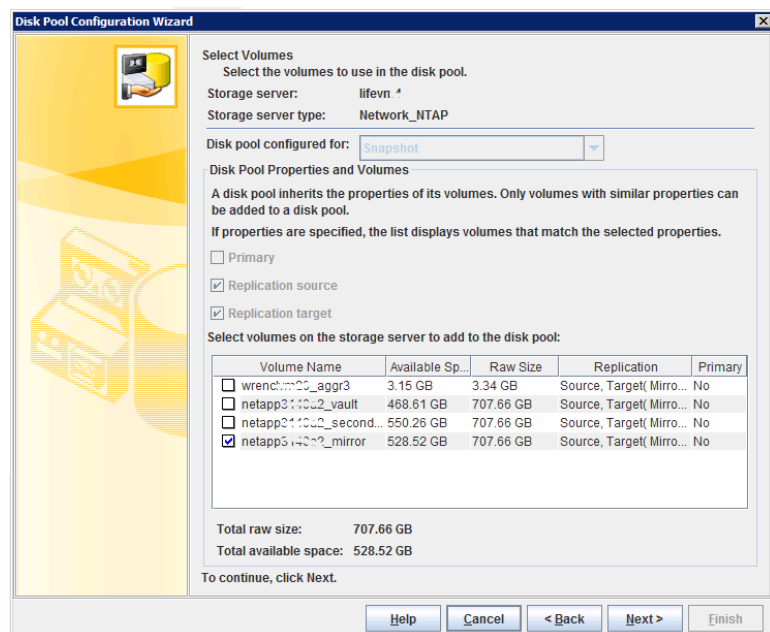 Disk Pool Configuration Wizard
Select Volumes
Select the volumes to use in the disk pool.
Storage server:
Storage server type: Network_NTAP
Disk pool configured for: Snapshot
Disk Pool Properties and Volumes
A disk pool inherits the properties of its volumes. Only volumes with similar properties can
be added to a disk pool.
If properties are specified, the list displays volumes that match the selected properties.
Primary
Replication source
Replication target
Select volumes on the storage server to add to the disk pool:
Volume Name Available Sp... Raw Size Replication Primary
3.15 GB 3.34 GB Source, Target( Mirro... No
468.61 GB 707.66 GB Source, Target( Mirro... No
550.26 GB 707.66 GB Source, Target( Mirro... No
528.52 GB 707.66 GB Source, Target( Mirro... No
Total raw size: 707.66 GB
Total available space: 528.52 GB
To continue, click Next.
Help Cancel < Back Next > Finish